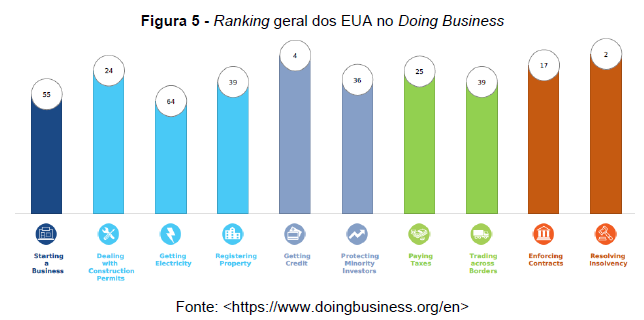 Figura 5 - Ranking geral dos EUA no Doing Business
55
24
64
39
4
36
25
39
17
2
Starting
a
Business
Dealing
with
Construction
Permits
Getting
Electricity
Registering
Property
Getting
Credit
Protecting
Minority
Investors
Paying
Taxes
Trading
across
Borders
Enforcing
Contracts
Resolving
Insolvency
Fonte: <https://www.doingbusiness.org/en>